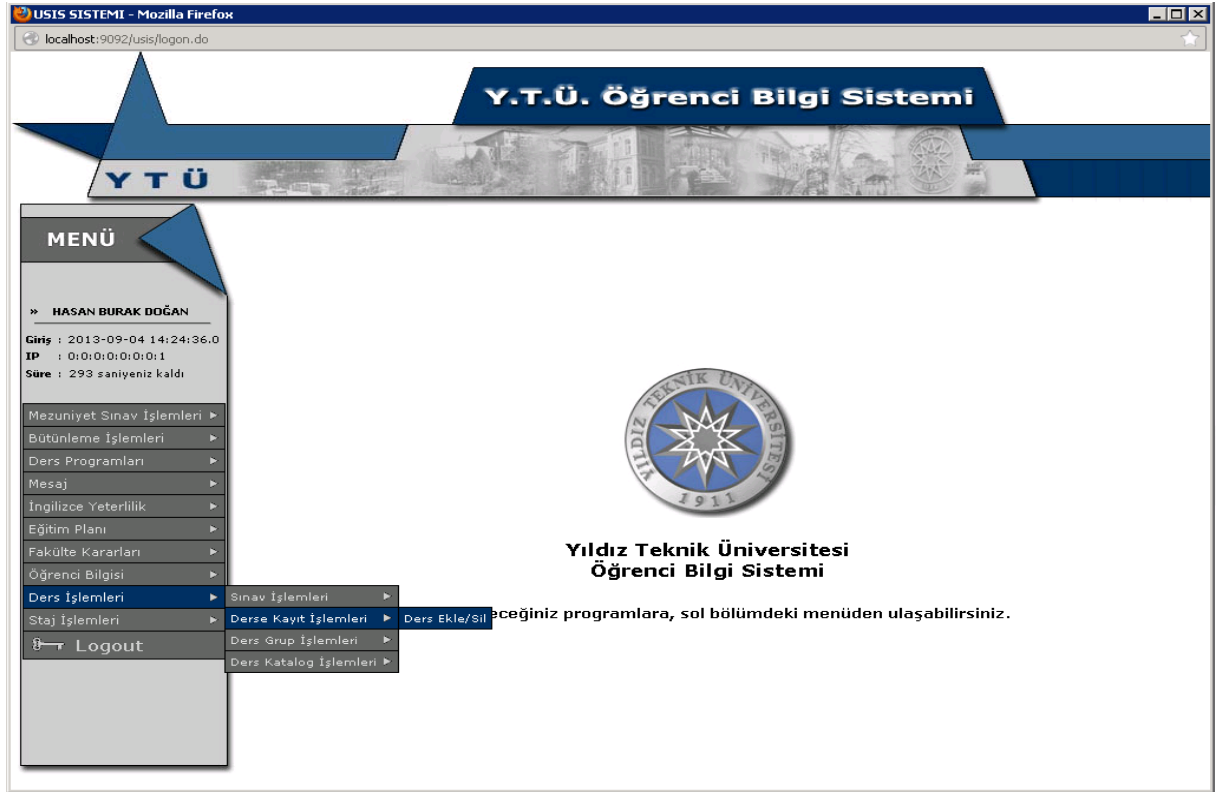 USIS SISTEMI - Mozilla Firefox
localhost:9092/usis/logon.do
Y.T.Ü. Öğrenci Bilgi Sistemi
Y T Ü
MENÜ
» HASAN BURAK DOĞAN
Giriş : 2013-09-04 14:24:36.0
IP : 0:0:0:0:0:0:0:1
Süre : 293 saniyeniz kaldı
Mezuniyet Sınav İşlemleri
Bütünleme İşlemleri
Ders Programları
Mesaj
İngilizce Yeterlilik
Eğitim Planı
Fakülte Kararları
Öğrenci Bilgisi
Ders İşlemleri
Staj İşlemleri
Logout
Sınav İşlemleri
Derse Kayıt İşlemleri
Ders Grup İşlemleri
Ders Katalog İşlemleri
Ders Ekle/Sil
YILDIZ TEKNİK ÜNİVERSİTESİ
1911
Yıldız Teknik Üniversitesi
Öğrenci Bilgi Sistemi
eceğiniz programlara, sol bölümdeki menüden ulaşabilirsiniz.